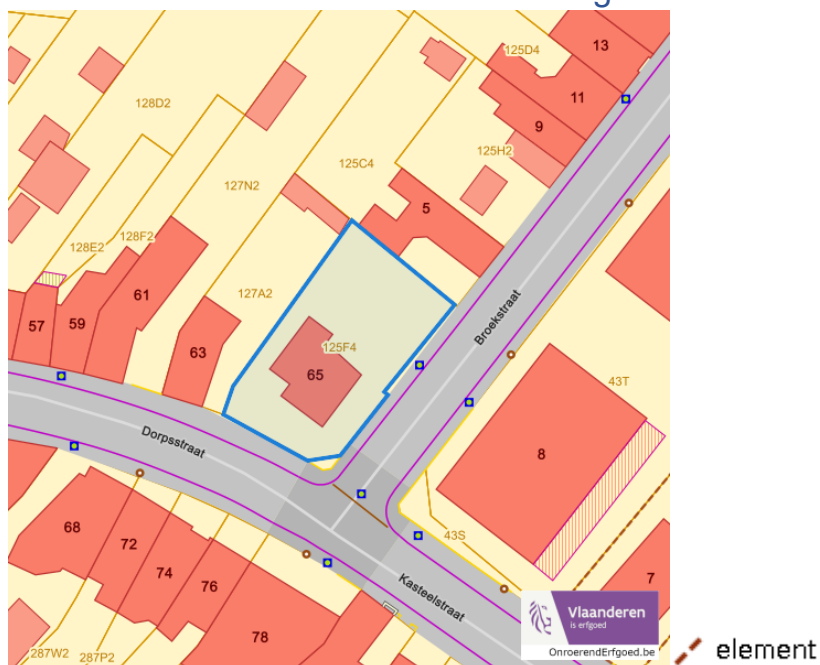 125D4
13
11
9
128D2
125H2
125C4
127N2
5
128F2
128E2
61
127A2
57
59
63
125F4
65
Broekstraat
43T
8
Dorpsstraat
68
72
74
76
78
43S
Kasteelstraat
7
287W2
287P2
Vlaanderen
is erfgoed
OnroerendErfgoed.be
element